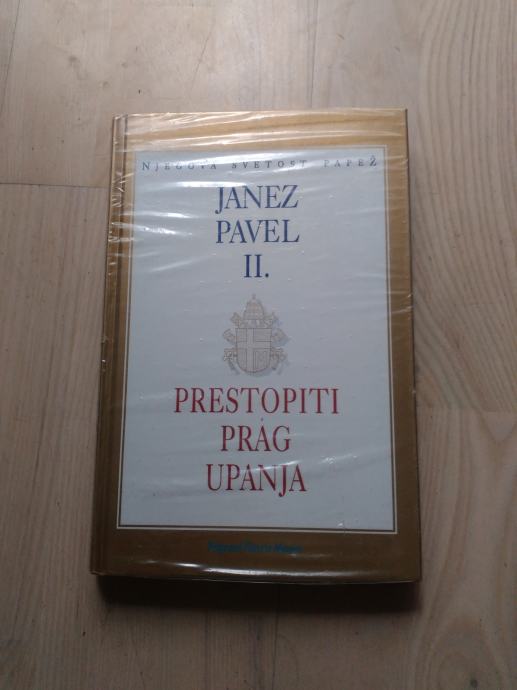 NJEGOVA SVETOST PAPEŽ
JANEZ
PAVEL
II.
PRESTOPITI
PRAG
UPANJA